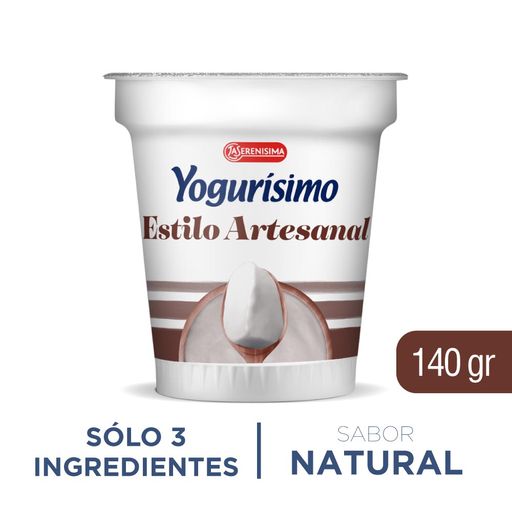 LA SERENISIMA
Yogurísimo
Estilo Artesanal
140 gr
SÓLO 3
INGREDIENTES
SABOR
NATURAL